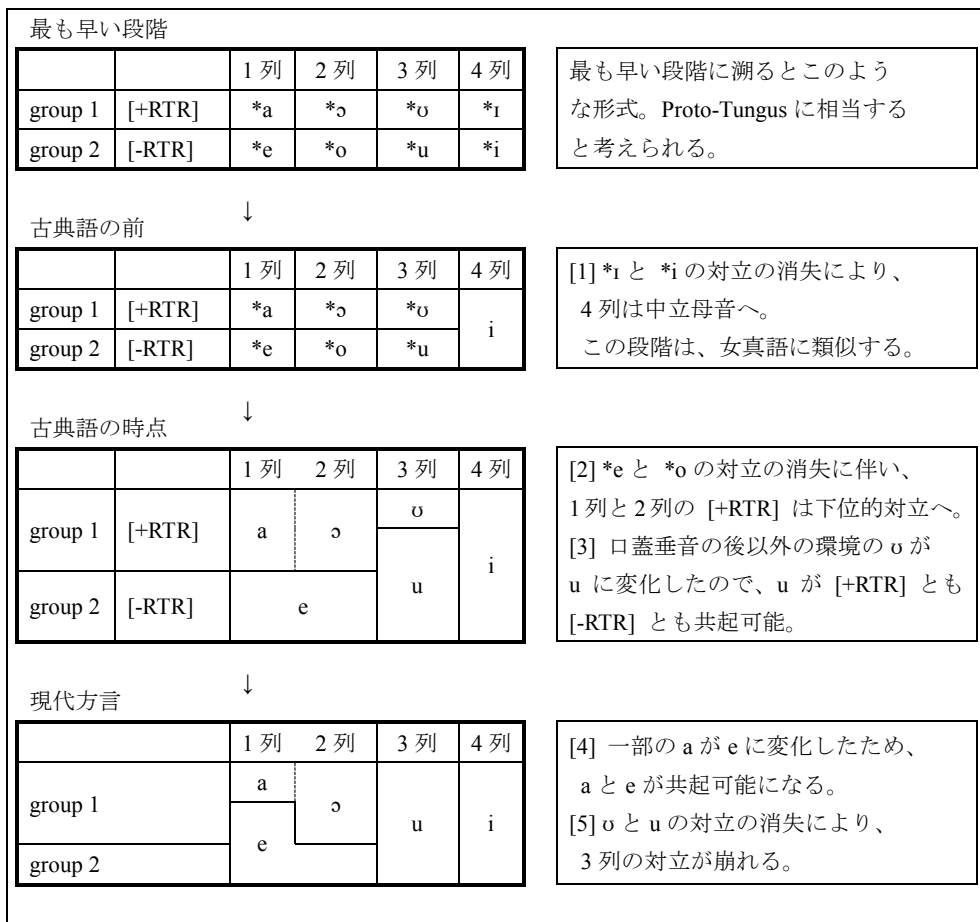 最も早い段階
1 列 2 列 3 列 4 列
group 1 [+RTR] *a *ɔ *ʊ *ɪ
group 2 [-RTR] *e *o *u *i
最も早い段階に溯るとこのよう
な形式。Proto-Tungus に相当する
と考えられる。
↓
古典語の前
1 列 2 列 3 列 4 列
group 1 [+RTR] *a *ɔ *ʊ
i
group 2 [-RTR] *e *o *u
[1] *ɪ と *i の対立の消失により、
4 列は中立母音へ。
この段階は、女真語に類似する。
↓
古典語の時点
1 列 2 列 3 列 4 列
ʊ
group 1 [+RTR] a ɔ
i
u
group 2 [-RTR] e
[2] *e と *o の対立の消失に伴い、
1 列と 2 列の [+RTR] は下位的対立へ。
[3] 口蓋垂音の後以外の環境の ʊ が
u に変化したので、u が [+RTR] とも
[-RTR] とも共起可能。
↓
現代方言
1 列 2 列 3 列 4 列
a
group 1 ɔ
u i
e
group 2
[4] 一部の a が e に変化したため、
a と e が共起可能になる。
[5] ʊ と u の対立の消失により、
3 列の対立が崩れる。